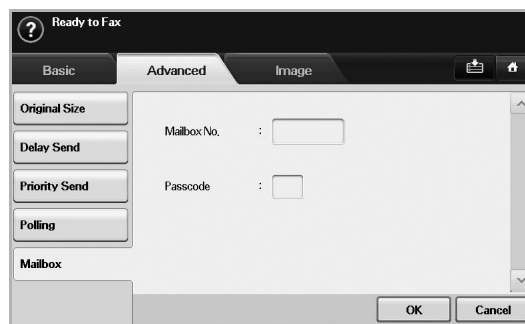 Ready to Fax
Basic
Advanced
Image
Original Size
Delay Send
Priority Send
Polling
Mailbox
Mailbox No. :
Passcode :
OK
Cancel